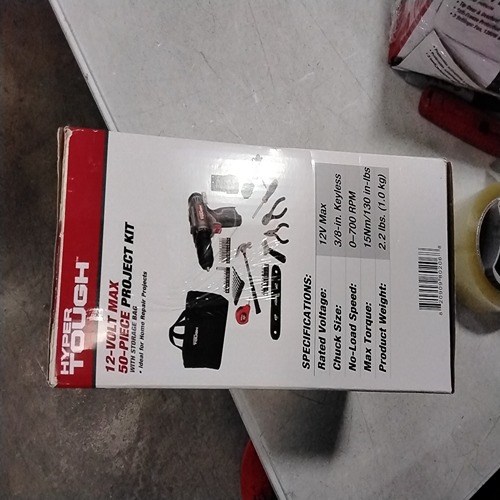 HYPER
TOUGH™
12-VOLT MAX
50-PIECE PROJECT KIT
WITH STORAGE BAG
• Ideal for Home Repair Projects
SPECIFICATIONS:
Rated Voltage: 12V Max
Chuck Size: 3/8-in. Keyless
No-Load Speed: 0–700 RPM
Max Torque: 15Nm/130 in-lbs
Product Weight: 2.2 lbs. (1.0 kg)